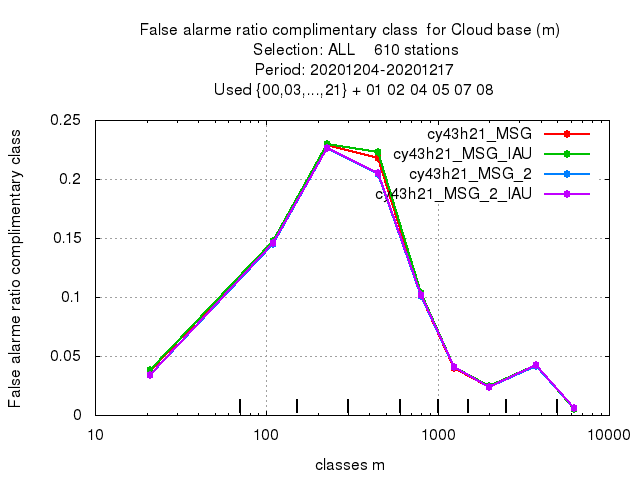 False alarme ratio complimentary class  for Cloud base (m)
Selection: ALL    610 stations
Period: 20201204-20201217
Used {00,03,...,21} + 01 02 04 05 07 08
False alarme ratio complimentary class
0.25
0.2
0.15
0.1
0.05
0
cy43h21_MSG
cy43h21_MSG_IAU
cy43h21_MSG_2
cy43h21_MSG_2_IAU
10
100
1000
10000
classes m